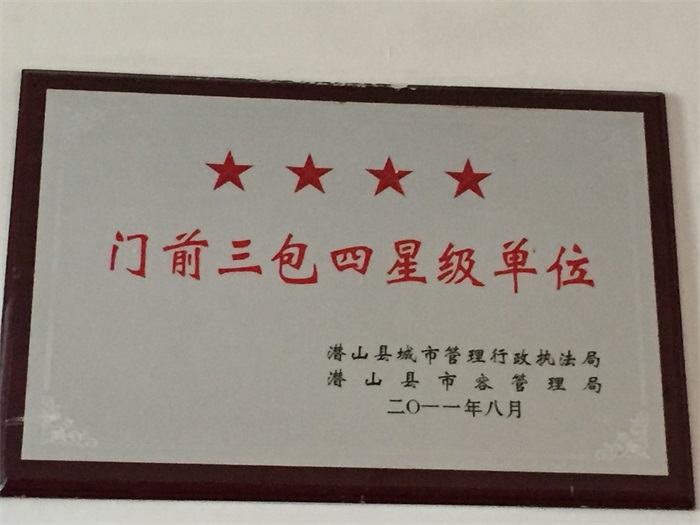 门前三包四星级单位
潜山县城市管理行政执法局
潜山县市容管理局
二〇一一年八月